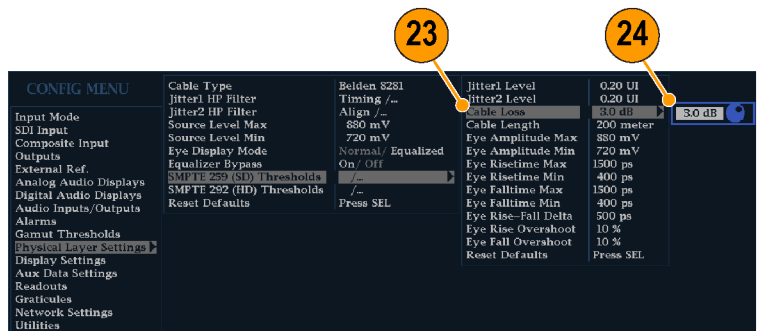 23
24
CONFIG MENU
Input Mode
SDI Input
Composite Input
Outputs
External Ref.
Analog Audio Displays
Digital Audio Displays
Audio Inputs/Outputs
Alarms
Gamut Thresholds
Physical Layer Settings
Display Settings
Aux Data Settings
Readouts
Graticules
Network Settings
Utilities
Cable Type Belden 8281
Jitter1 HP Filter Timing /...
Jitter2 HP Filter Align /...
Source Level Max 880 mV
Source Level Min 720 mV
Eye Display Mode Normal/ Equalized
Equalizer Bypass On/ Off
SMPTE 259 (SD) Thresholds /...
SMPTE 292 (HD) Thresholds /...
Reset Defaults Press SEL
Jitter1 Level 0.20 UI
Jitter2 Level 0.20 UI
Cable Loss 3.0 dB
Cable Length 200 meter
Eye Amplitude Max 880 mV
Eye Amplitude Min 720 mV
Eye Risetime Max 1500 ps
Eye Risetime Min 400 ps
Eye Falltime Max 1500 ps
Eye Falltime Min 400 ps
Eye Rise-Fall Delta 500 ps
Eye Rise Overshoot 10 %
Eye Fall Overshoot 10 %
Reset Defaults Press SEL
3.0 dB